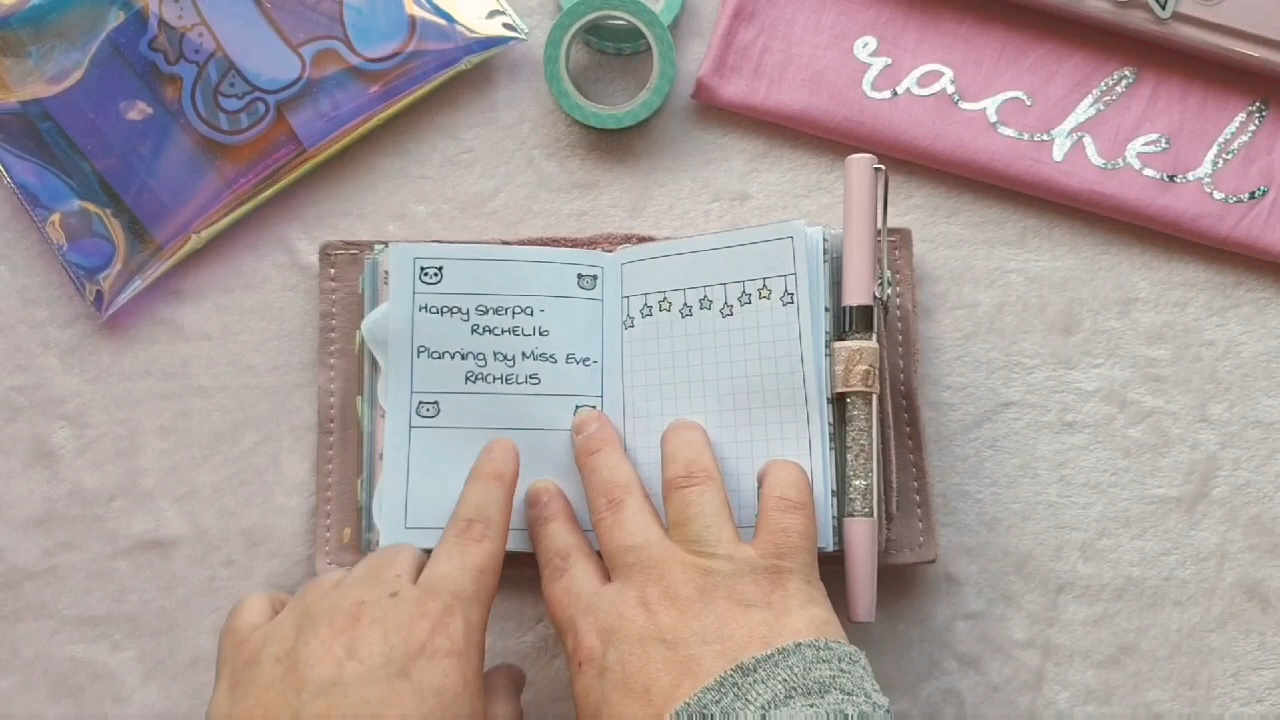 rachel
Happy Sherpa -
RACHEL16
Planning by Miss Eve-
RACHEL15